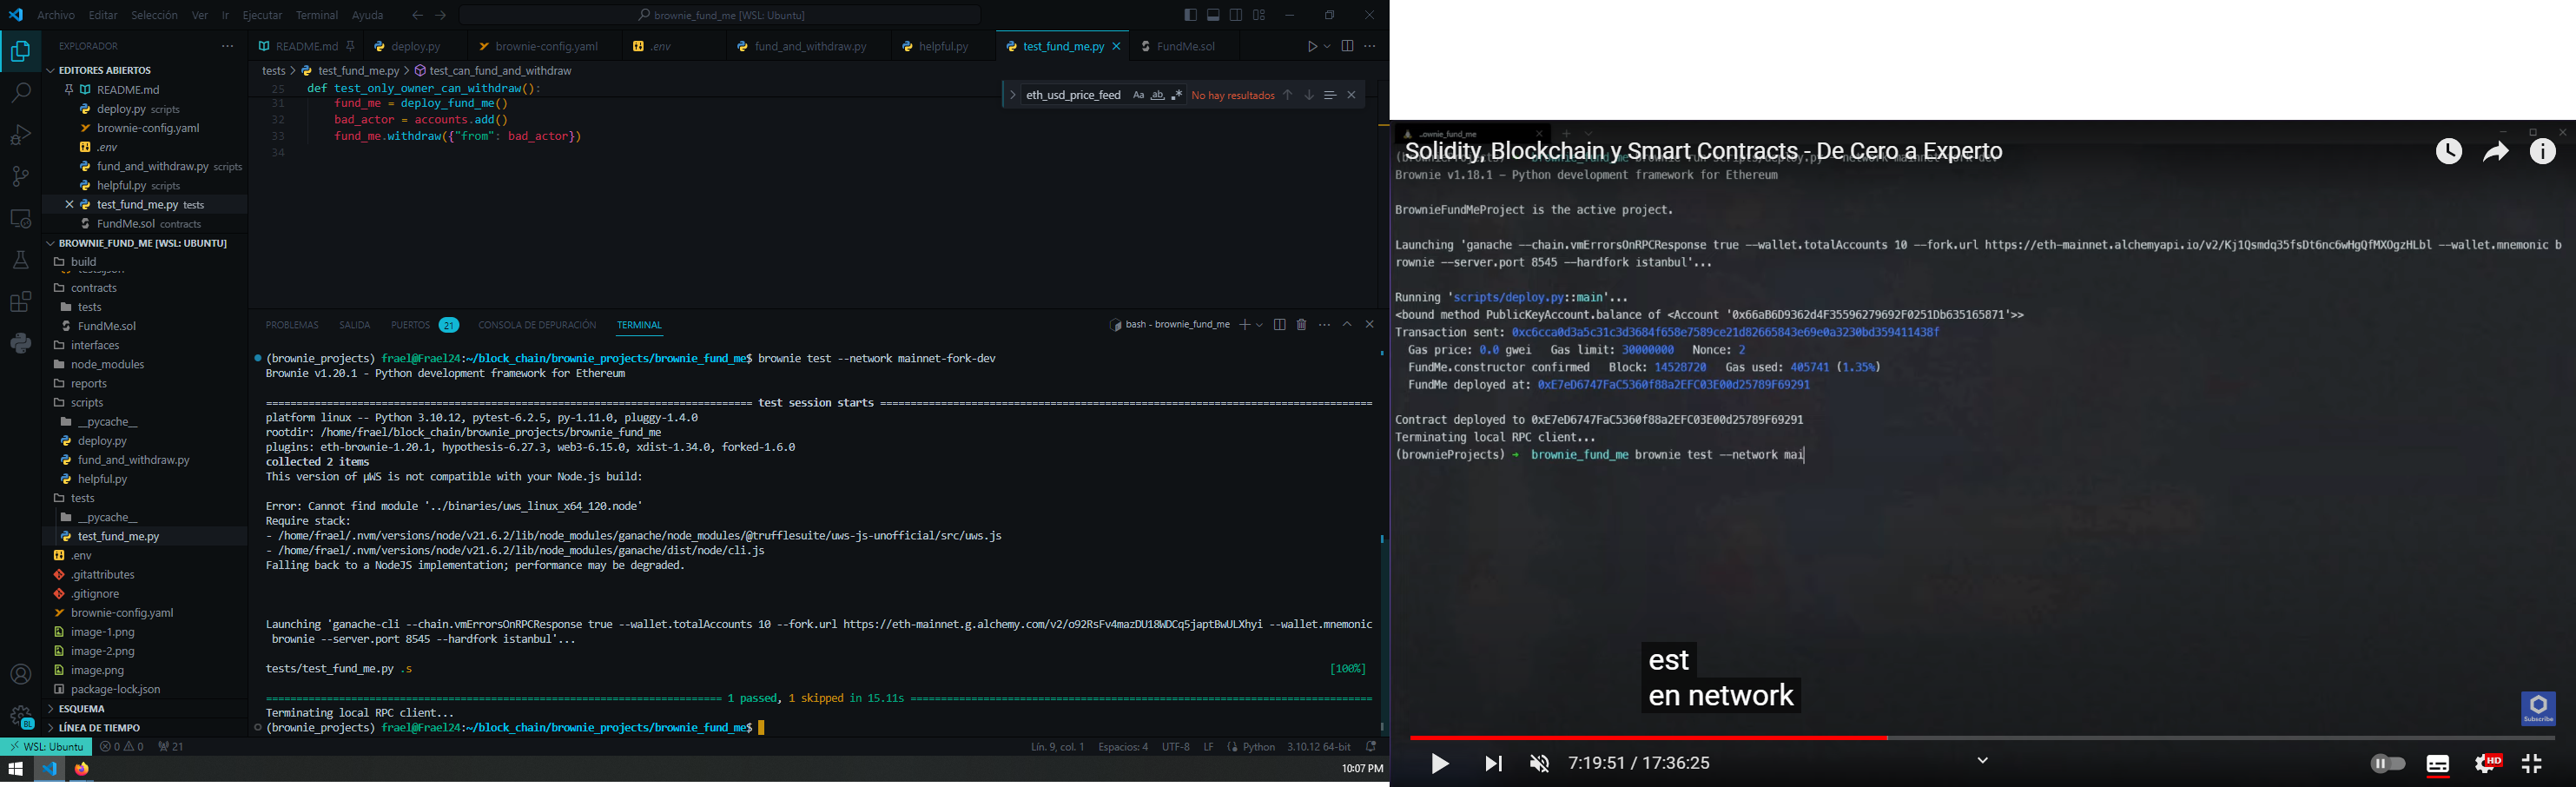 Archivo Editar Selección Ver Ir Ejecutar Terminal Ayuda
brownie_fund_me [WSL: Ubuntu]
EXPLORADOR
EDITORES ABIERTOS
README.md
deploy.py scripts
brownie-config.yaml
.env
fund_and_withdraw.py scripts
helpful.py scripts
test_fund_me.py tests
FundMe.sol contracts
BROWNIE_FUND_ME [WSL: UBUNTU]
build
tests.json
contracts
tests
FundMe.sol
interfaces
node_modules
reports
scripts
__pycache__
deploy.py
fund_and_withdraw.py
helpful.py
tests
__pycache__
test_fund_me.py
.env
.gitattributes
.gitignore
brownie-config.yaml
image-1.png
image-2.png
image.png
package-lock.json
ESQUEMA
LÍNEA DE TIEMPO
README.md deploy.py brownie-config.yaml .env fund_and_withdraw.py helpful.py test_fund_me.py FundMe.sol
tests > test_fund_me.py > test_can_fund_and_withdraw
eth_usd_price_feed Aa ab .* No hay resultados
25 def test_only_owner_can_withdraw():
31 fund_me = deploy_fund_me()
32 bad_actor = accounts.add()
33 fund_me.withdraw({"from": bad_actor})
34
PROBLEMAS SALIDA PUERTOS 21 CONSOLA DE DEPURACIÓN TERMINAL
bash - brownie_fund_me
(brownie_projects) frael@Frael24:~/block_chain/brownie_projects/brownie_fund_me$ brownie test --network mainnet-fork-dev
Brownie v1.20.1 - Python development framework for Ethereum
test session starts
platform linux -- Python 3.10.12, pytest-6.2.5, py-1.11.0, pluggy-1.4.0
rootdir: /home/frael/block_chain/brownie_projects/brownie_fund_me
plugins: eth-brownie-1.20.1, hypothesis-6.27.3, web3-6.15.0, xdist-1.34.0, forked-1.6.0
collected 2 items
This version of µWS is not compatible with your Node.js build:
Error: Cannot find module '../binaries/uws_linux_x64_120.node'
Require stack:
- /home/frael/.nvm/versions/node/v21.6.2/lib/node_modules/ganache/node_modules/@trufflesuite/uws-js-unofficial/src/uws.js
- /home/frael/.nvm/versions/node/v21.6.2/lib/node_modules/ganache/dist/node/cli.js
Falling back to a NodeJS implementation; performance may be degraded.
Launching 'ganache-cli --chain.vmErrorsOnRPCResponse true --wallet.totalAccounts 10 --fork.url https://eth-mainnet.g.alchemy.com/v2/o92RsFv4mazDU18WDCq5japtBwULXhyi --wallet.mnemonic
brownie --server.port 8545 --hardfork istanbul'...
tests/test_fund_me.py .s [100%]
1 passed, 1 skipped in 15.11s
Terminating local RPC client...
(brownie_projects) frael@Frael24:~/block_chain/brownie_projects/brownie_fund_me$
WSL: Ubuntu 0 0 21
Lín. 9, col. 1 Espacios: 4 UTF-8 LF Python 3.10.12 64-bit
BL
10:07 PM
..ownie_fund_me
Solidity, Blockchain y Smart Contracts - De Cero a Experto
Brownie v1.18.1 - Python development framework for Ethereum
BrownieFundMeProject is the active project.
Launching 'ganache --chain.vmErrorsOnRPCResponse true --wallet.totalAccounts 10 --fork.url https://eth-mainnet.alchemyapi.io/v2/Kj1Qsmdq35fsDt6nc6wHgQfMXOgzHLbl --wallet.mnemonic b
rownie --server.port 8545 --hardfork istanbul'...
Running 'scripts/deploy.py::main'...
<bound method PublicKeyAccount.balance of <Account '0x66aB6D9362d4F35596279692F0251Db635165871'>>
Transaction sent: 0xc6cca0d3a5c31c3d3684f658e7589ce21d82665843e69e0a3230bd359411438f
Gas price: 0.0 gwei Gas limit: 30000000 Nonce: 2
FundMe.constructor confirmed Block: 14528720 Gas used: 405741 (1.35%)
FundMe deployed at: 0xE7eD6747FaC5360f88a2EFC03E00d25789F69291
Contract deployed to 0xE7eD6747FaC5360f88a2EFC03E00d25789F69291
Terminating local RPC client...
(brownieProjects) → brownie_fund_me brownie test --network mai
est
en network
Subscribe
7:19:51 / 17:36:25
HD